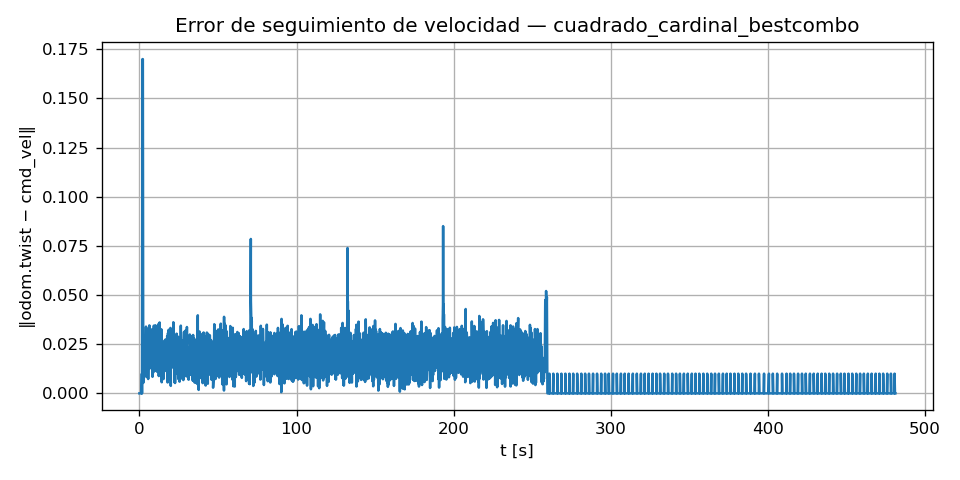 Error de seguimiento de velocidad — cuadrado_cardinal_bestcombo
0.175
0.150
0.125
0.100
0.075
0.050
0.025
0.000
‖odom.twist − cmd_vel‖
0 100 200 300 400 500
t [s]